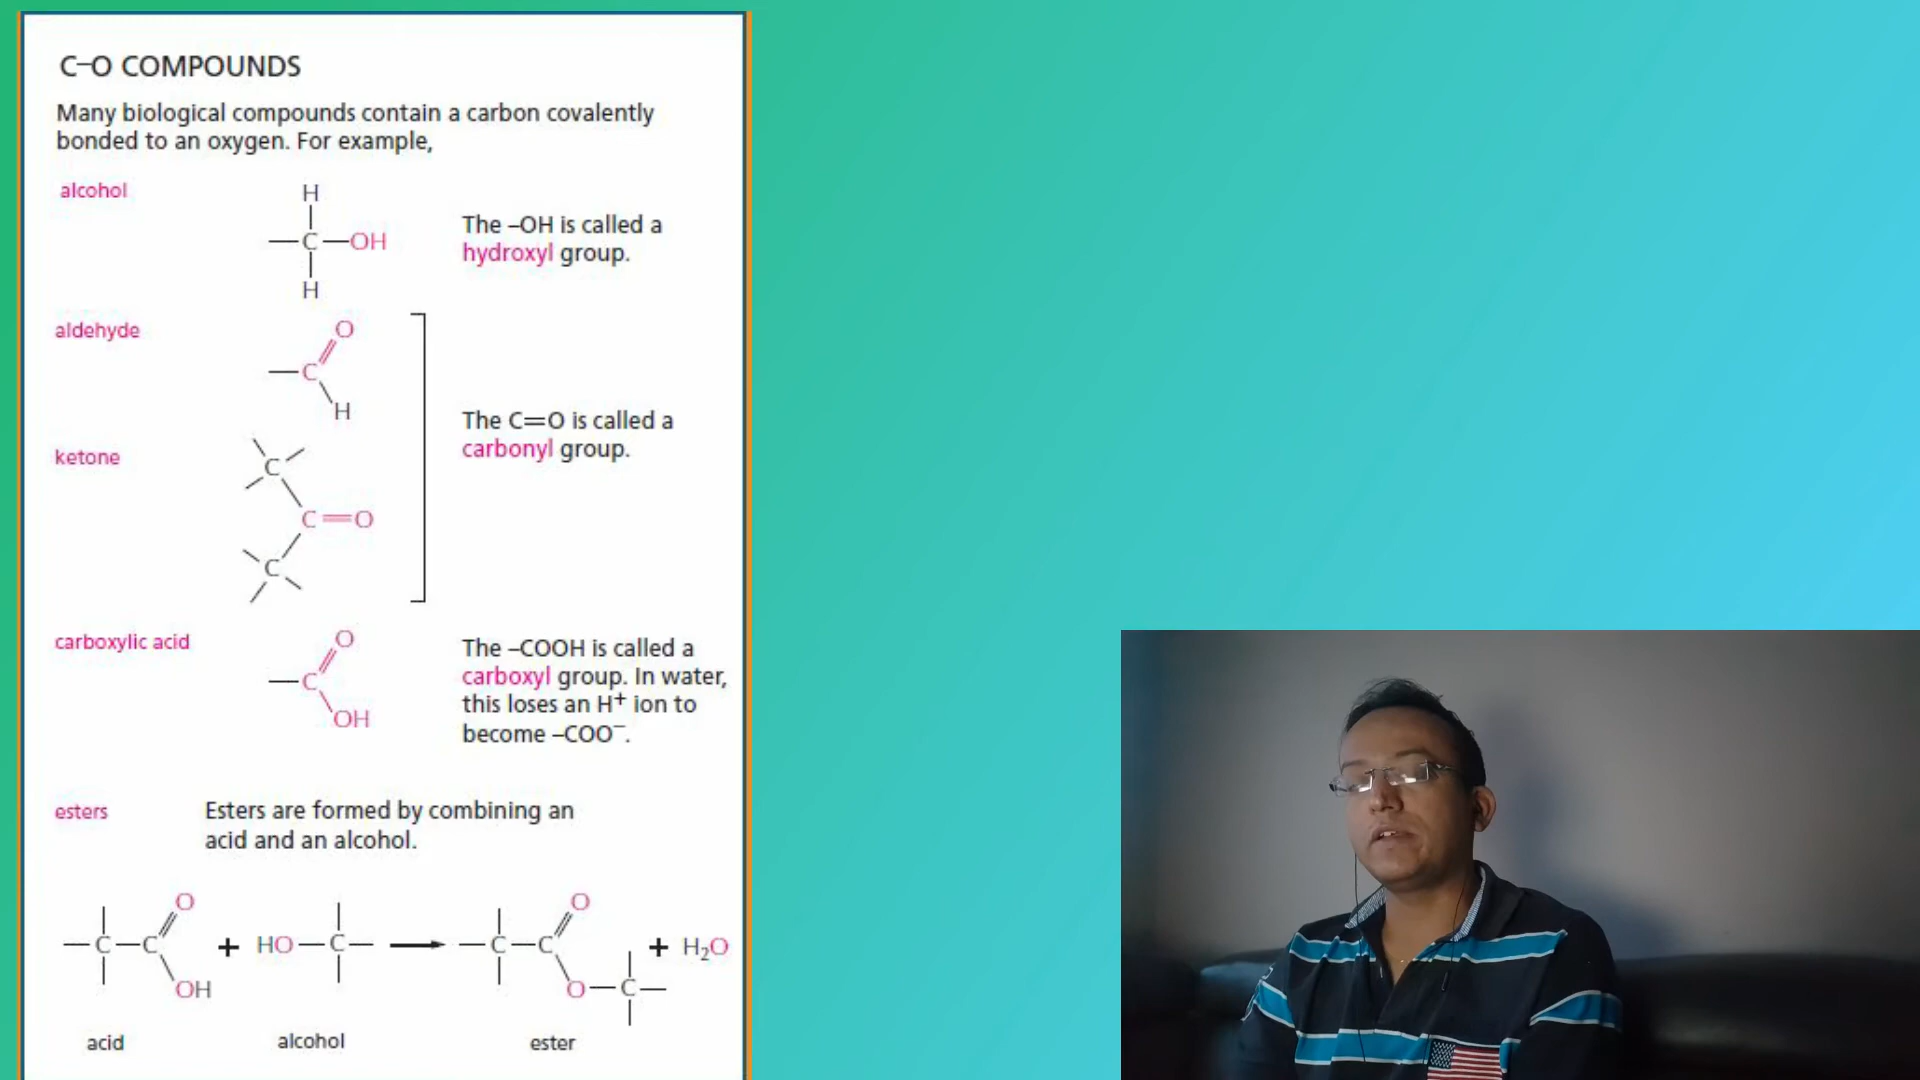 C–O COMPOUNDS
Many biological compounds contain a carbon covalently
bonded to an oxygen. For example,
alcohol
H
–C–OH
H
The –OH is called a
hydroxyl group.
aldehyde
O
–C
H
The C=O is called a
carbonyl group.
ketone
C
C=O
C
carboxylic acid
O
–C
OH
The –COOH is called a
carboxyl group. In water,
this loses an H⁺ ion to
become –COO⁻.
esters
Esters are formed by combining an
acid and an alcohol.
O
O
–C–C + HO–C– → –C–C + H₂O
OH
O–C–
acid
alcohol
ester